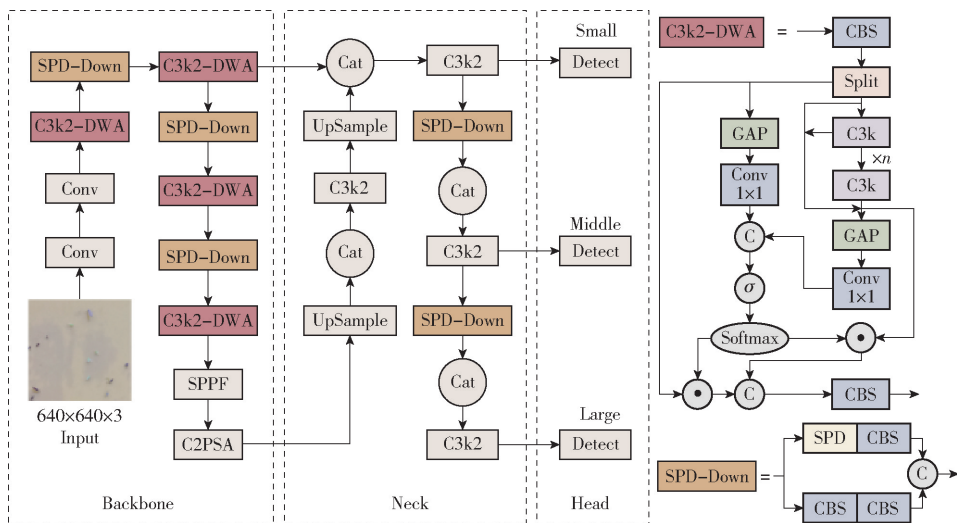 SPD-Down
C3k2-DWA
C3k2-DWA
SPD-Down
Conv
C3k2-DWA
Conv
SPD-Down
C3k2-DWA
SPPF
640×640×3
Input
C2PSA
Backbone
Cat
C3k2
UpSample
SPD-Down
C3k2
Cat
Cat
C3k2
UpSample
SPD-Down
Cat
C3k2
Neck
Small
Detect
Middle
Detect
Large
Detect
Head
C3k2-DWA
=
CBS
Split
GAP
C3k
×n
Conv
1×1
C3k
C
GAP
σ
Conv
1×1
Softmax
C
CBS
SPD-Down
=
SPD
CBS
C
CBS
CBS